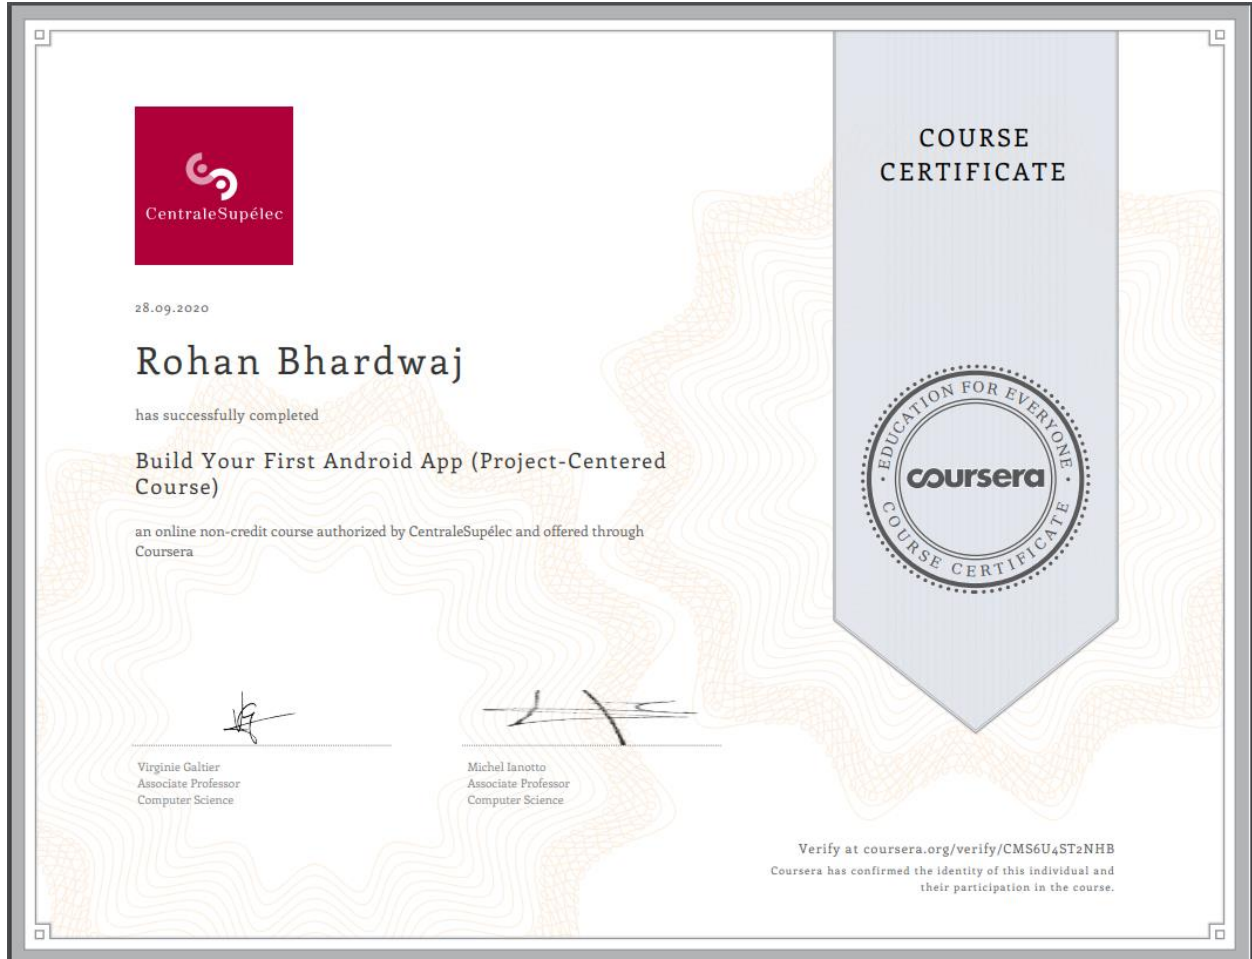 CentraleSupélec
COURSE
CERTIFICATE
28.09.2020
Rohan Bhardwaj
has successfully completed
Build Your First Android App (Project-Centered
Course)
an online non-credit course authorized by CentraleSupélec and offered through
Coursera
EDUCATION FOR EVERYONE
coursera
COURSE CERTIFICATE
Virginie Galtier
Associate Professor
Computer Science
Michel Ianotto
Associate Professor
Computer Science
Verify at coursera.org/verify/CMS6U4ST2NHB
Coursera has confirmed the identity of this individual and
their participation in the course.